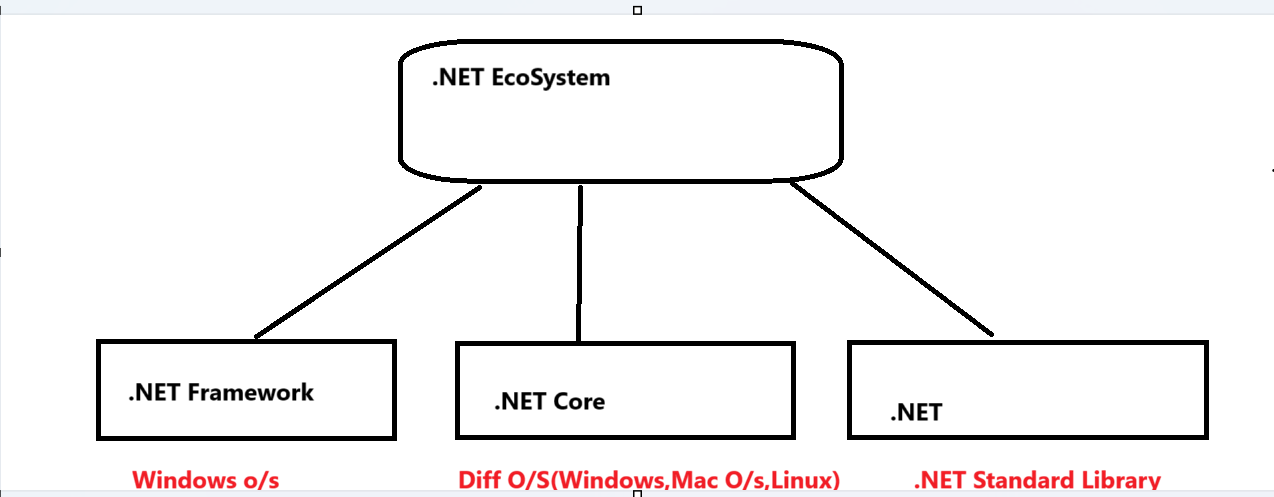 .NET EcoSystem
.NET Framework
.NET Core
.NET
Windows o/s
Diff O/S(Windows,Mac O/s,Linux)
.NET Standard Library